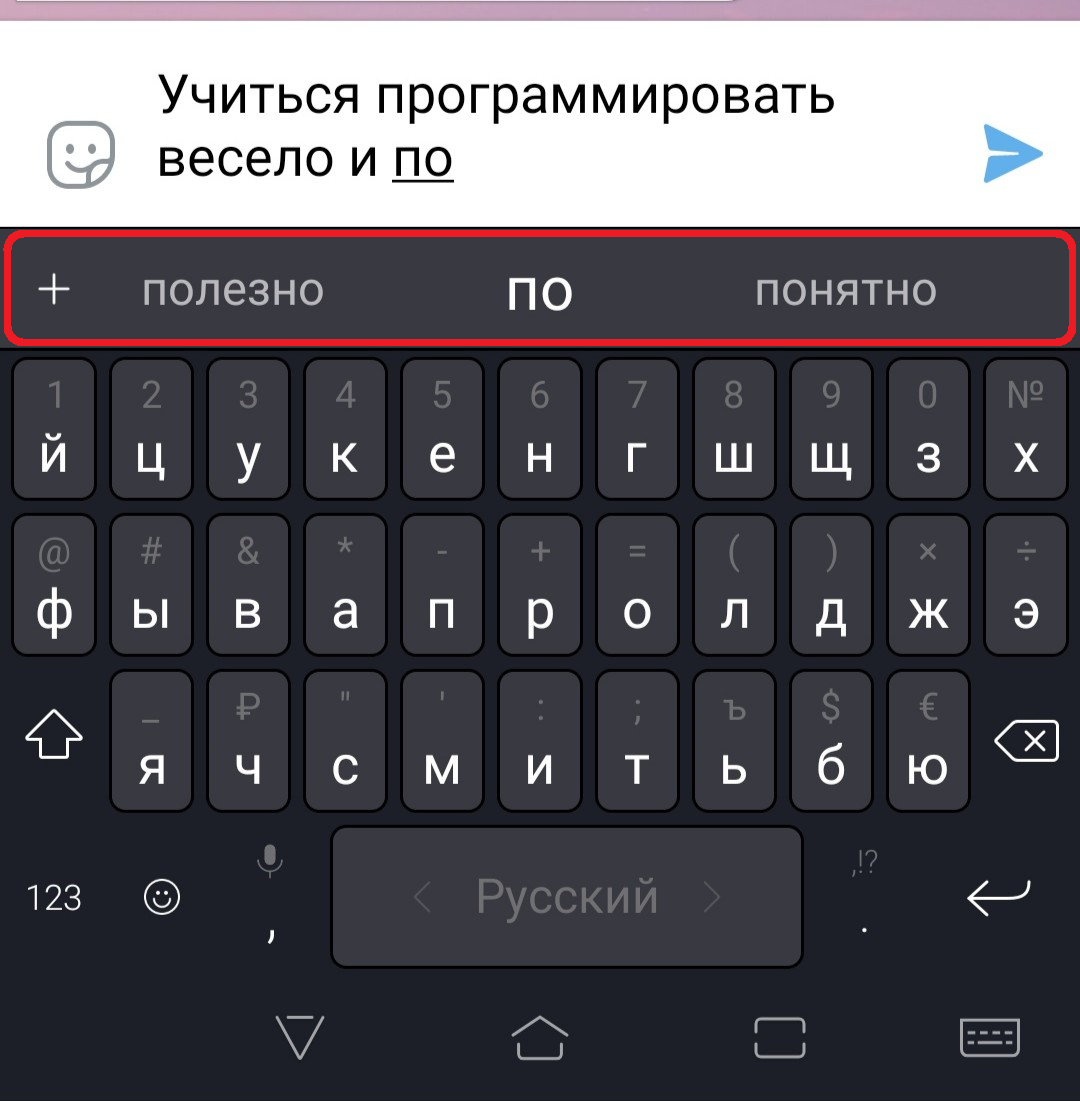 Учиться программировать
весело и по
+ полезно по понятно
1 2 3 4 5 6 7 8 9 0 №
й ц у к е н г ш щ з х
@ # & * - + = ( ) × ÷
ф ы в а п р о л д ж э
_ ₽ " ' : ; ъ $ €
я ч с м и т ь б ю
,!?
123 , < Русский > .